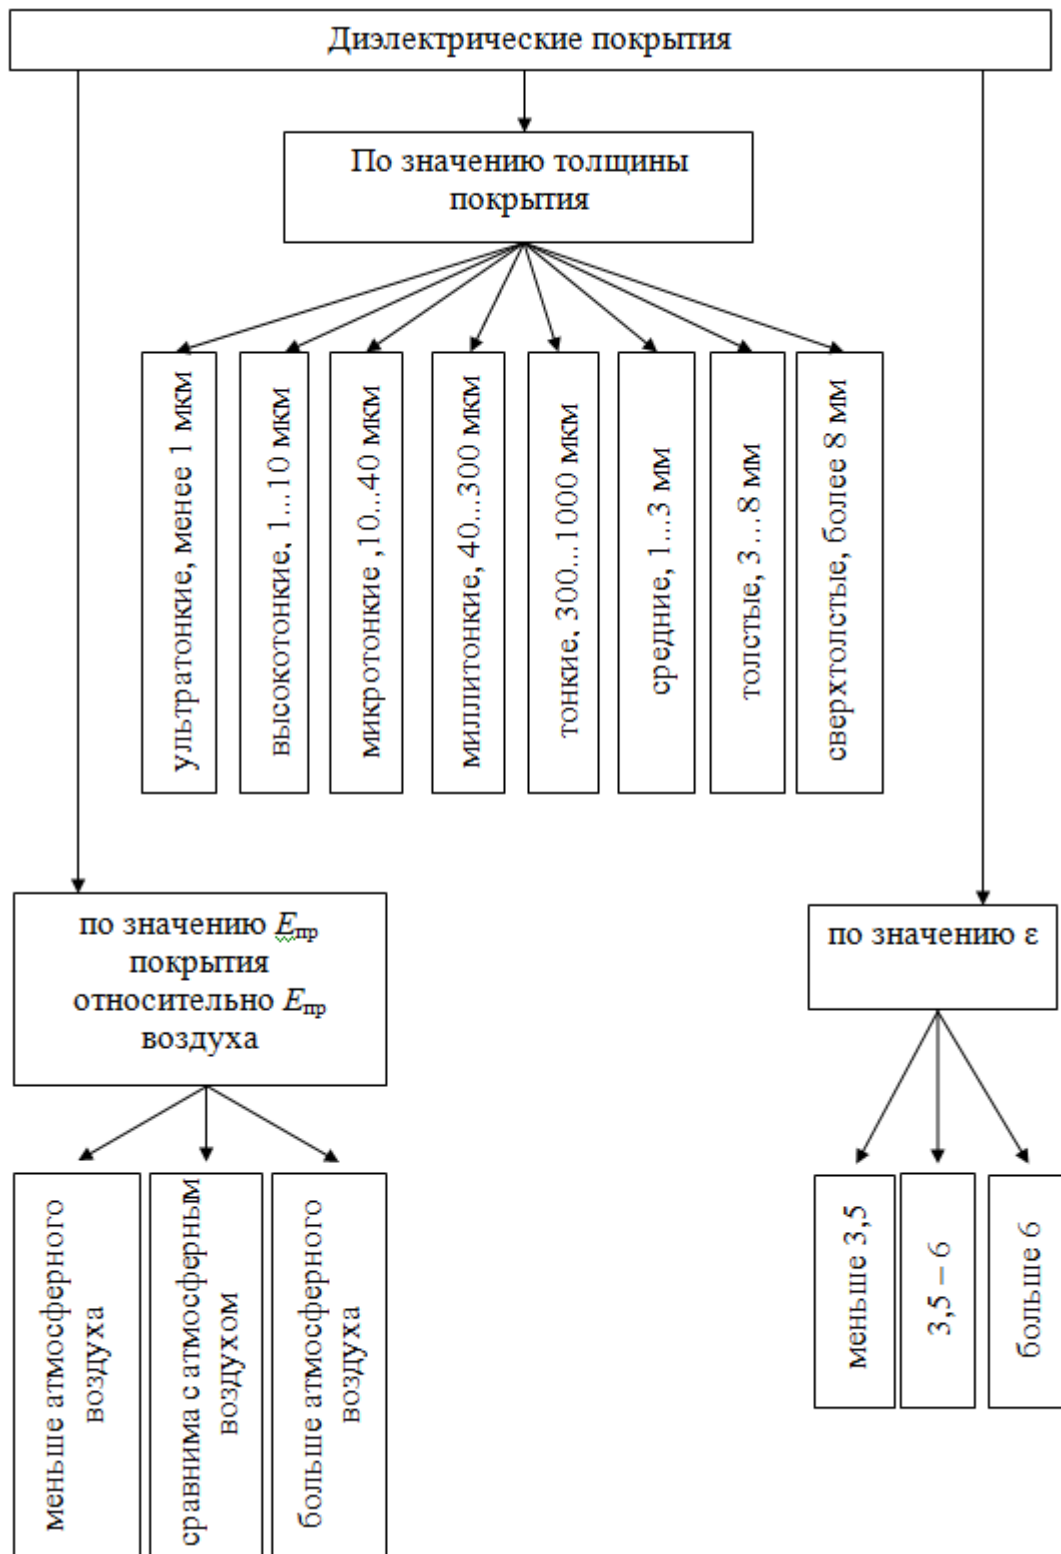 Диэлектрические покрытия
По значению толщины
покрытия
ультратонкие, менее 1 мкм
высокотонкие, 1...10 мкм
микротонкие ,10...40 мкм
миллитонкие, 40...300 мкм
тонкие, 300...1000 мкм
средние, 1...3 мм
толстые, 3 ...8 мм
сверхтолстые, более 8 мм
по значению Eпр
покрытия
относительно Eпр
воздуха
по значению ε
меньше атмосферного
воздуха
сравнима с атмосферным
воздухом
больше атмосферного
воздуха
меньше 3,5
3,5 – 6
больше 6